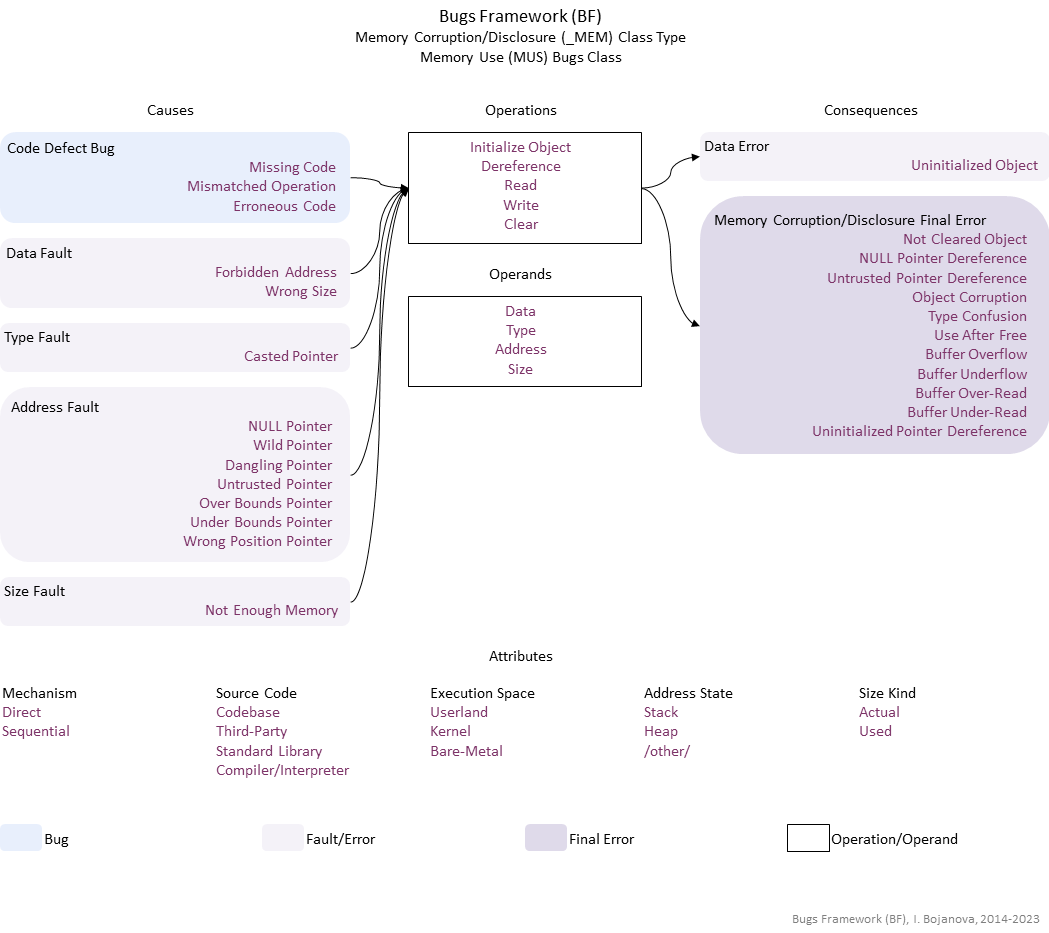 Bugs Framework (BF)
Memory Corruption/Disclosure (_MEM) Class Type
Memory Use (MUS) Bugs Class
Causes
Code Defect Bug
Missing Code
Mismatched Operation
Erroneous Code
Data Fault
Forbidden Address
Wrong Size
Type Fault
Casted Pointer
Address Fault
NULL Pointer
Wild Pointer
Dangling Pointer
Untrusted Pointer
Over Bounds Pointer
Under Bounds Pointer
Wrong Position Pointer
Size Fault
Not Enough Memory
Operations
Initialize Object
Dereference
Read
Write
Clear
Operands
Data
Type
Address
Size
Consequences
Data Error
Uninitialized Object
Memory Corruption/Disclosure Final Error
Not Cleared Object
NULL Pointer Dereference
Untrusted Pointer Dereference
Object Corruption
Type Confusion
Use After Free
Buffer Overflow
Buffer Underflow
Buffer Over-Read
Buffer Under-Read
Uninitialized Pointer Dereference
Attributes
Mechanism
Direct
Sequential
Source Code
Codebase
Third-Party
Standard Library
Compiler/Interpreter
Execution Space
Userland
Kernel
Bare-Metal
Address State
Stack
Heap
/other/
Size Kind
Actual
Used
Bug
Fault/Error
Final Error
Operation/Operand
Bugs Framework (BF), I. Bojanova, 2014-2023